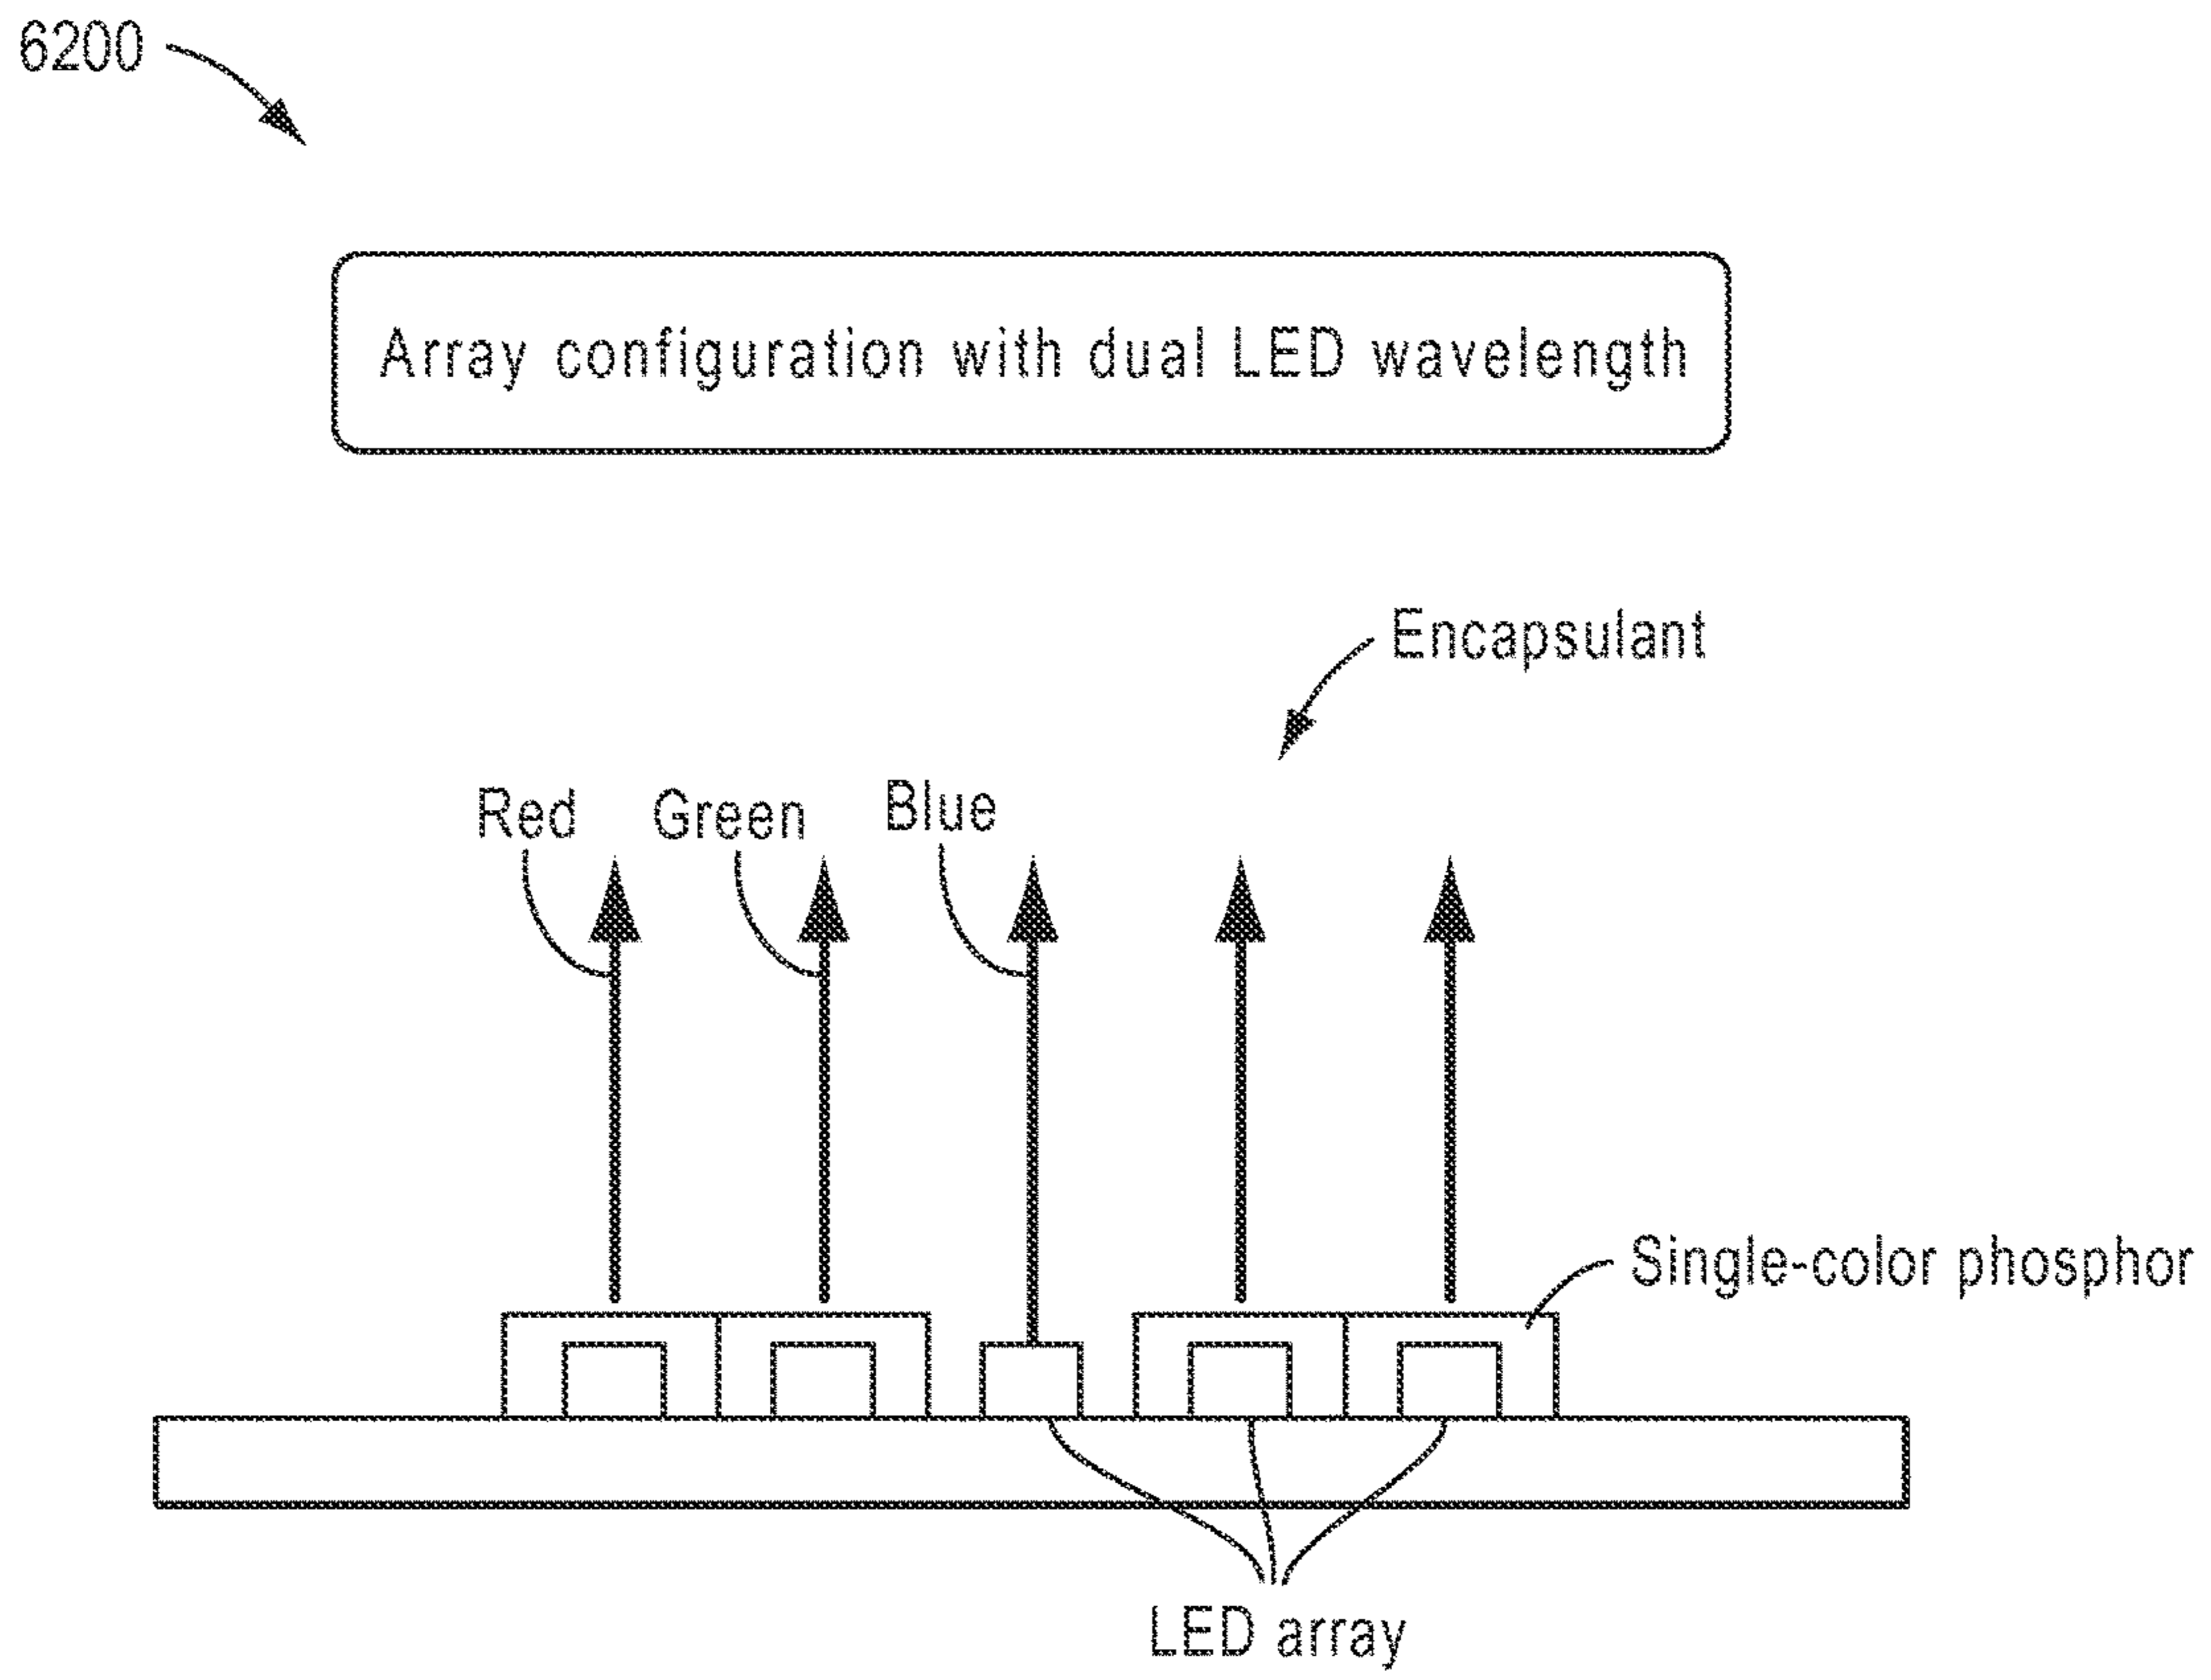 6200
Array configuration with dual LED wavelength
Encapsulant
Red
Green
Blue
Single-color phosphor
LED array